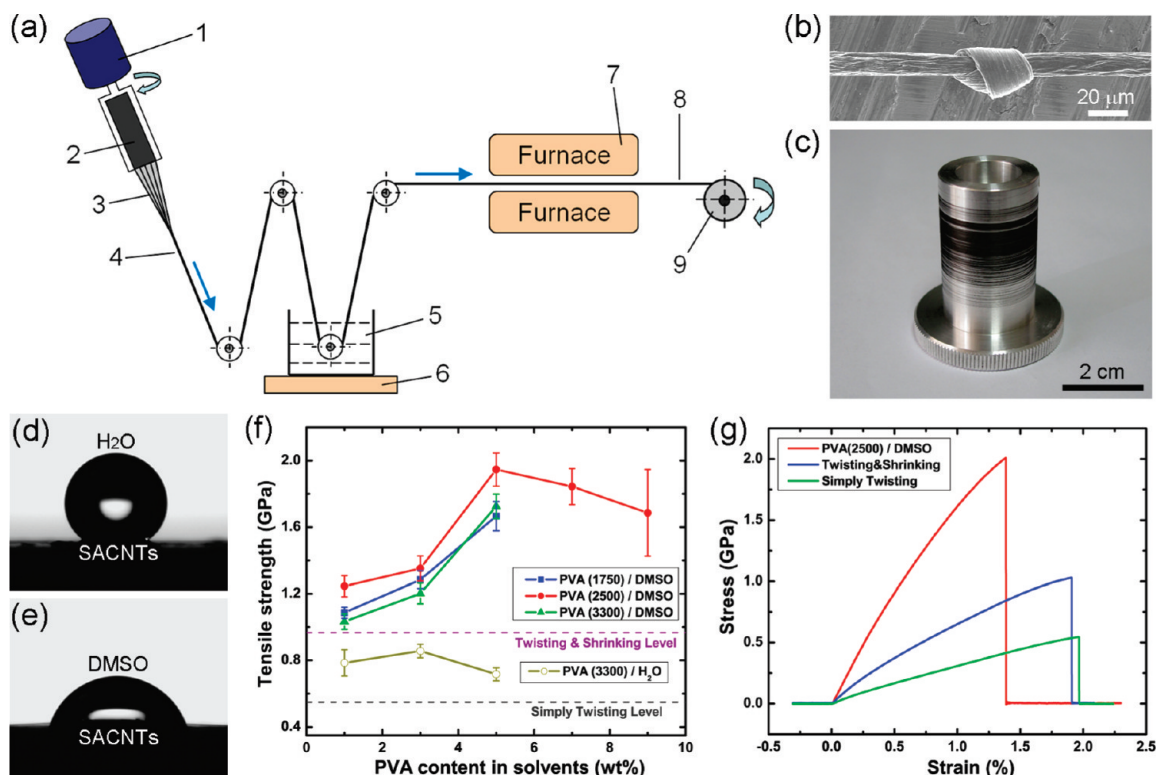 (a)
1
2
3
4
5
6
7
8
9
Furnace
Furnace
(b)
20 μm
(c)
2 cm
(d)
H₂O
SACNTs
(e)
DMSO
SACNTs
(f)
Tensile strength (GPa)
2.0
1.6
1.2
0.8
0.4
PVA (1750) / DMSO
PVA (2500) / DMSO
PVA (3300) / DMSO
Twisting & Shrinking Level
PVA (3300) / H₂O
Simply Twisting Level
0 2 4 6 8 10
PVA content in solvents (wt%)
(g)
Stress (GPa)
2.0
1.5
1.0
0.5
0.0
PVA(2500) / DMSO
Twisting&Shrinking
Simply Twisting
-0.5 0.0 0.5 1.0 1.5 2.0 2.5
Strain (%)